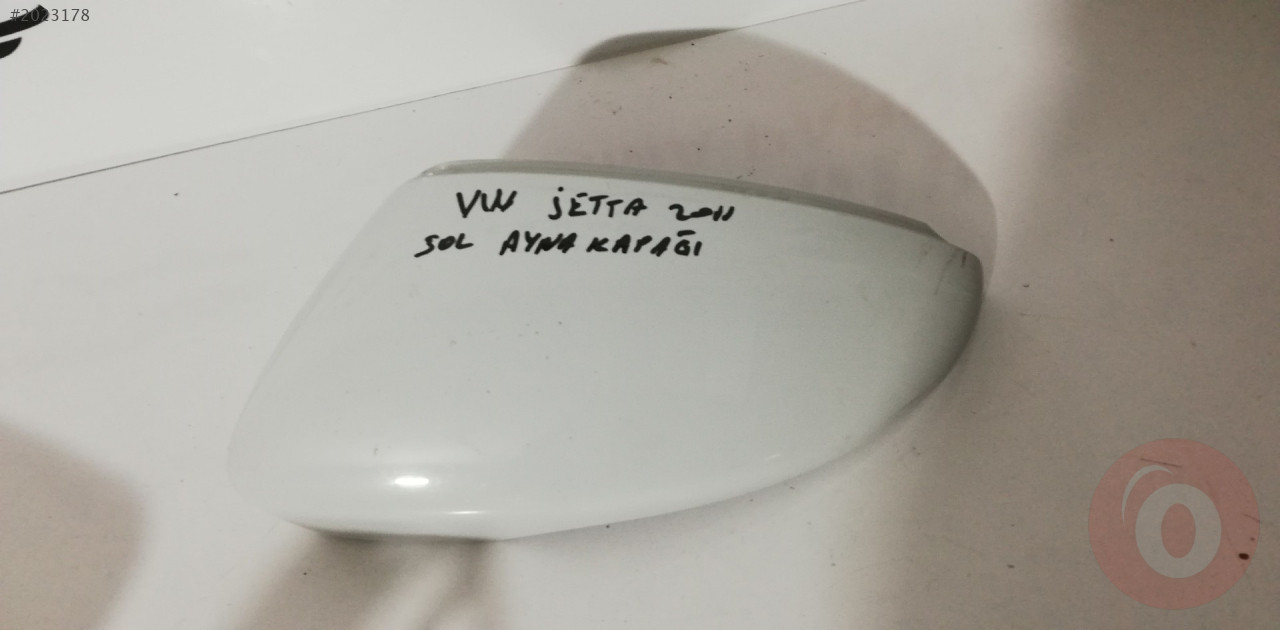 #2023178
VW JETTA 2011
SOL AYNA KAPAĞI